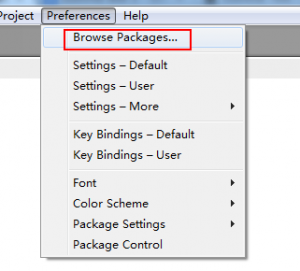 Project Preferences Help
Browse Packages...
Settings – Default
Settings – User
Settings – More
Key Bindings – Default
Key Bindings – User
Font
Color Scheme
Package Settings
Package Control